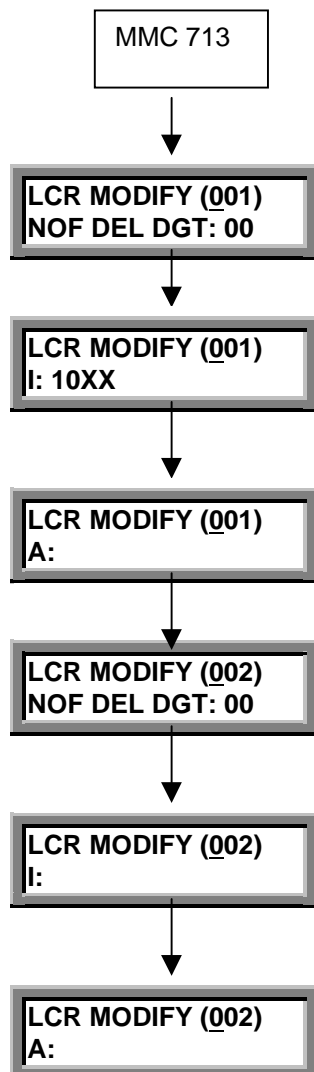 MMC 713
LCR MODIFY (001)
NOF DEL DGT: 00
LCR MODIFY (001)
I: 10XX
LCR MODIFY (001)
A:
LCR MODIFY (002)
NOF DEL DGT: 00
LCR MODIFY (002)
I:
LCR MODIFY (002)
A: